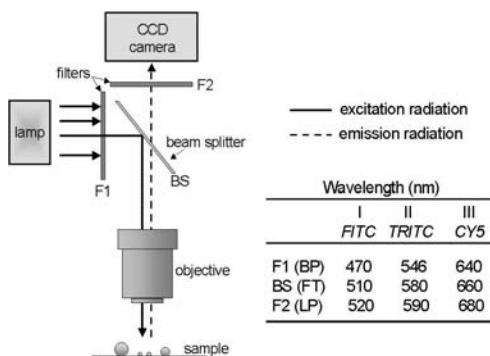 CCD
camera
filters
F2
lamp
F1
beam splitter
BS
objective
sample
excitation radiation
emission radiation
Wavelength (nm)
I II III
FITC TRITC CY5
F1 (BP) 470 546 640
BS (FT) 510 580 660
F2 (LP) 520 590 680